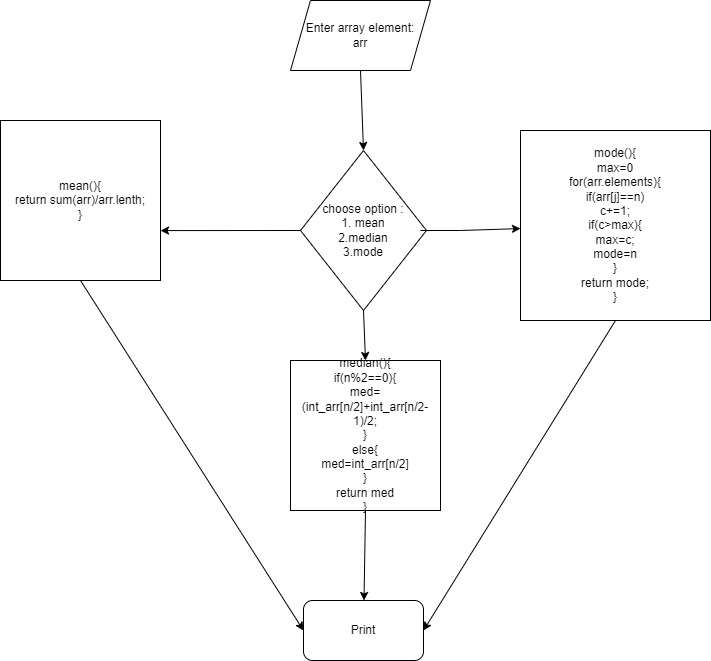 Enter array element:
arr
choose option :
1. mean
2.median
3.mode
mean(){
return sum(arr)/arr.lenth;
}
mode(){
max=0
for(arr.elements){
if(arr[j]==n)
c+=1;
if(c>max){
max=c;
mode=n
}
return mode;
}
median(){
if(n%2==0){
med=
(int_arr[n/2]+int_arr[n/2-
1)/2;
}
else{
med=int_arr[n/2]
}
return med
}
Print